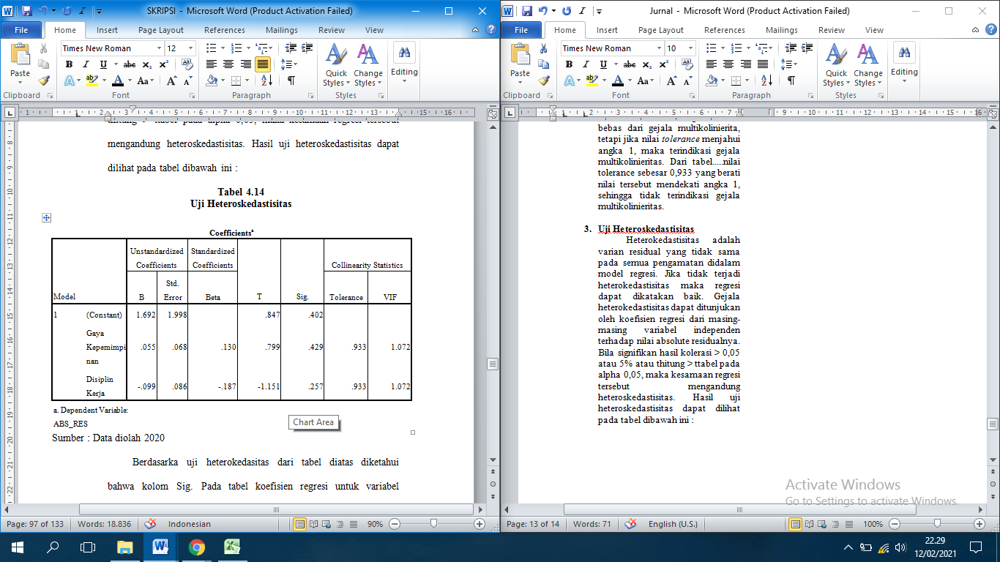 SKRIPSI - Microsoft Word (Product Activation Failed)
File Home Insert Page Layout References Mailings Review View
Times New Roman 12
Paste
Quick Styles
Change Styles
Editing
Clipboard Font Paragraph Styles
mengandung heteroskedastisitas. Hasil uji heteroskedastisitas dapat
dilihat pada tabel dibawah ini :
Tabel 4.14
Uji Heteroskedastisitas
Coefficientsᵃ
Model
Unstandardized Coefficients
Standardized Coefficients
T
Sig.
Collinearity Statistics
B Std. Error Beta Tolerance VIF
1 (Constant) 1.692 1.998 .847 .402
Gaya Kepemimpinan .055 .068 .130 .799 .429 .933 1.072
Disiplin Kerja -.099 .086 -.187 -1.151 .257 .933 1.072
a. Dependent Variable:
ABS_RES
Chart Area
Sumber : Data diolah 2020
Berdasarka uji heterokedasitas dari tabel diatas diketahui
bahwa kolom Sig. Pada tabel koefisien regresi untuk variabel
Page: 97 of 133 Words: 18.836 Indonesian 90%
Jurnal - Microsoft Word (Product Activation Failed)
File Home Insert Page Layout References Mailings Review View
Times New Roman 10
Paste
Quick Styles
Change Styles
Editing
Clipboard Font Paragraph Styles
bebas dari gejala multikolinierita,
tetapi jika nilai tolerance menjahui
angka 1, maka terindikasi gejala
multikolinieritas. Dari tabel.....nilai
tolerance sebesar 0,933 yang berati
nilai tersebut mendekati angka 1,
sehingga tidak terindikasi gejala
multikolinieritas.
3. Uji Heteroskedastisitas
Heterokedastisitas adalah
varian residual yang tidak sama
pada semua pengamatan didalam
model regresi. Jika tidak terjadi
heterokedastisitas maka regresi
dapat dikatakan baik. Gejala
heterokedastisitas dapat ditunjukan
oleh koefisien regresi dari masing-
masing variabel independen
terhadap nilai absolute residualnya.
Bila signifikan hasil kolerasi > 0,05
atau 5% atau thitung > ttabel pada
alpha 0,05, maka kesamaan regresi
tersebut mengandung
heteroskedastisitas. Hasil uji
heteroskedastisitas dapat dilihat
pada tabel dibawah ini :
Activate Windows
Go to Settings to activate Windows.
Page: 13 of 14 Words: 71 English (U.S.) 100%
22.29
12/02/2021